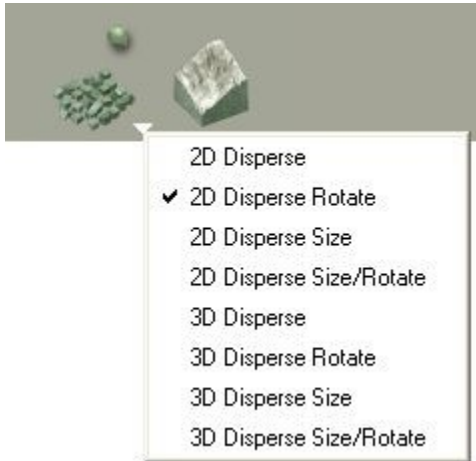 2D Disperse
2D Disperse Rotate
2D Disperse Size
2D Disperse Size/Rotate
3D Disperse
3D Disperse Rotate
3D Disperse Size
3D Disperse Size/Rotate